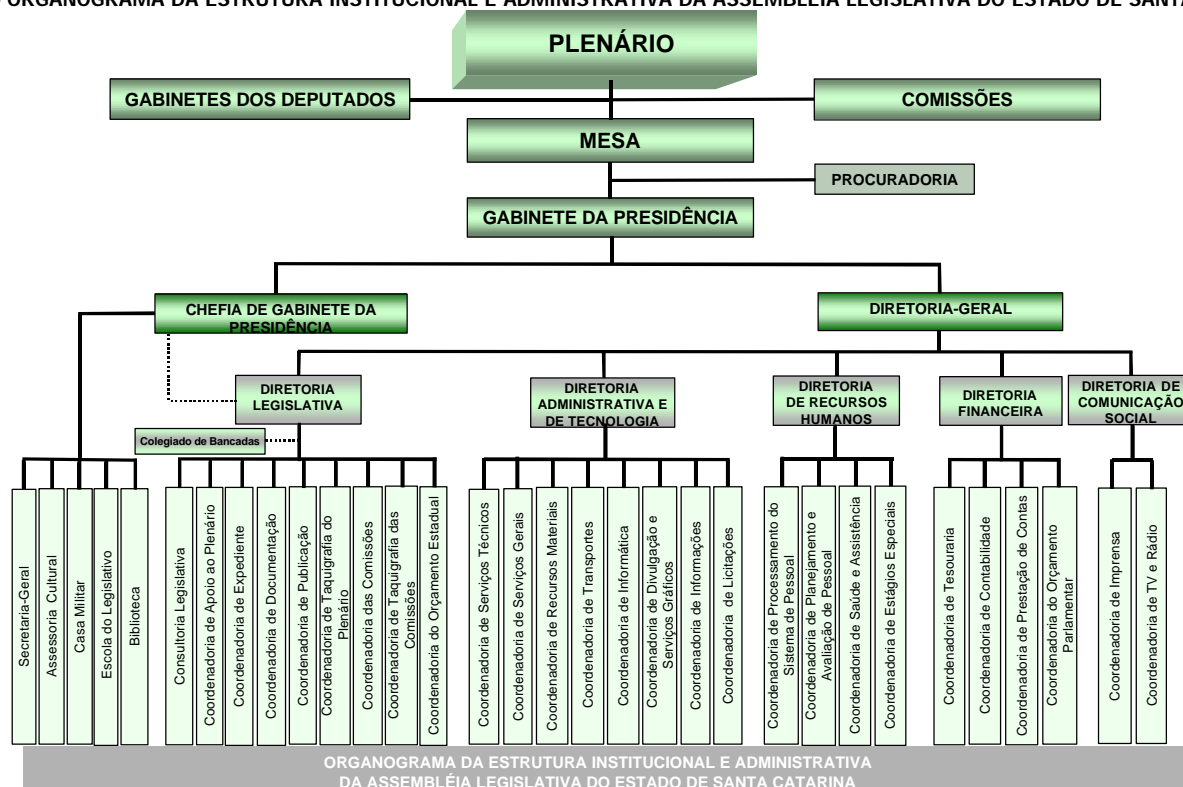 ORGANOGRAMA DA ESTRUTURA INSTITUCIONAL E ADMINISTRATIVA DA ASSEMBLÉIA LEGISLATIVA DO ESTADO DE SANTA
PLENÁRIO
GABINETES DOS DEPUTADOS
COMISSÕES
MESA
PROCURADORIA
GABINETE DA PRESIDÊNCIA
CHEFIA DE GABINETE DA
PRESIDÊNCIA
DIRETORIA-GERAL
DIRETORIA
LEGISLATIVA
DIRETORIA
ADMINISTRATIVA E
DE TECNOLOGIA
DIRETORIA
DE RECURSOS
HUMANOS
DIRETORIA
FINANCEIRA
DIRETORIA DE
COMUNICAÇÃO
SOCIAL
Colegiado de Bancadas
Secretaria-Geral
Assessoria Cultural
Casa Militar
Escola do Legislativo
Biblioteca
Consultoria Legislativa
Coordenadoria de Apoio ao Plenário
Coordenadoria de Expediente
Coordenadoria de Documentação
Coordenadoria de Publicação
Coordenadoria de Taquigrafia do
Plenário
Coordenadoria das Comissões
Coordenadoria de Taquigrafia das
Comissões
Coordenadoria do Orçamento Estadual
Coordenadoria de Serviços Técnicos
Coordenadoria de Serviços Gerais
Coordenadoria de Recursos Materiais
Coordenadoria de Transportes
Coordenadoria de Informática
Coordenadoria de Divulgação e
Serviços Gráficos
Coordenadoria de Informações
Coordenadoria de Licitações
Coordenadoria de Processamento do
Sistema de Pessoal
Coordenadoria de Planejamento e
Avaliação de Pessoal
Coordenadoria de Saúde e Assistência
Coordenadoria de Estágios Especiais
Coordenadoria de Tesouraria
Coordenadoria de Contabilidade
Coordenadoria de Prestação de Contas
Coordenadoria do Orçamento
Parlamentar
Coordenadoria de Imprensa
Coordenadoria de TV e Rádio
ORGANOGRAMA DA ESTRUTURA INSTITUCIONAL E ADMINISTRATIVA
DA ASSEMBLÉIA LEGISLATIVA DO ESTADO DE SANTA CATARINA